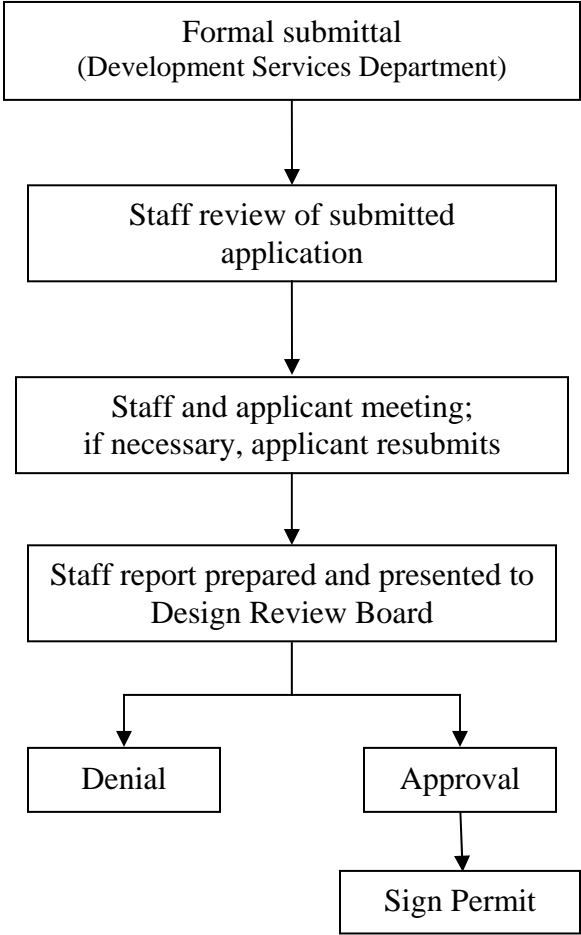 Formal submittal
(Development Services Department)
Staff review of submitted
application
Staff and applicant meeting;
if necessary, applicant resubmits
Staff report prepared and presented to
Design Review Board
Denial
Approval
Sign Permit